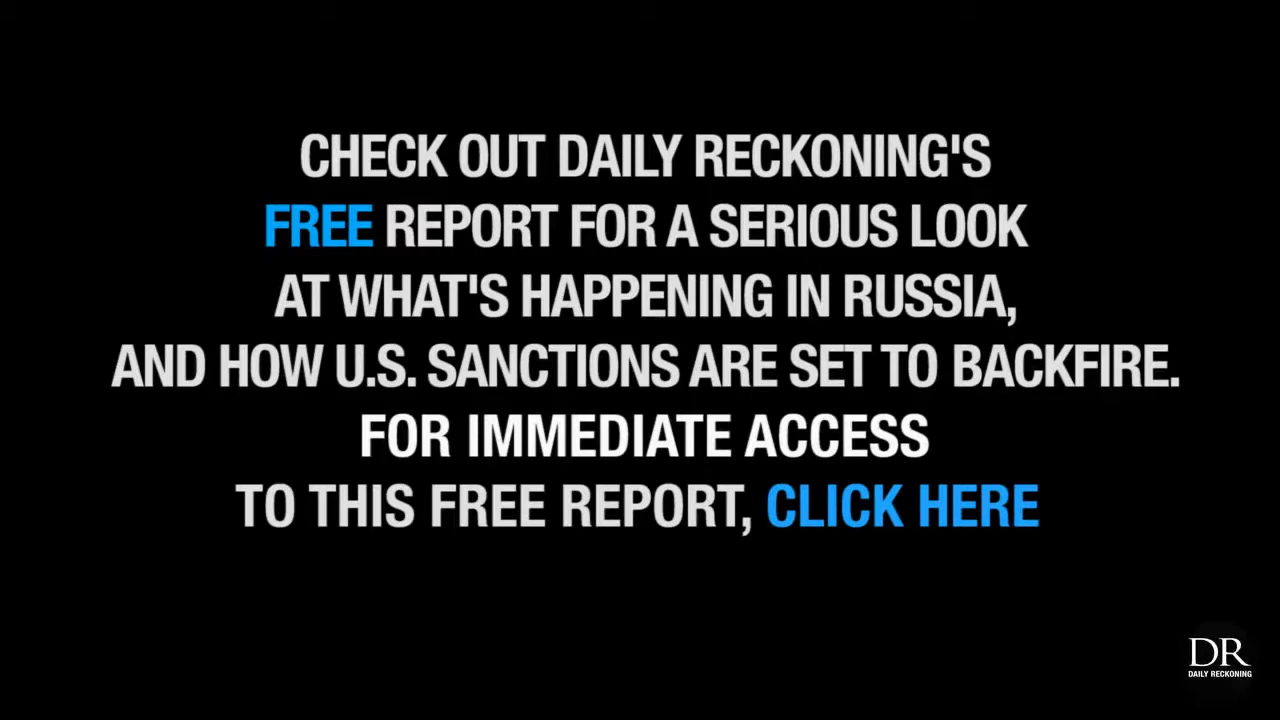 CHECK OUT DAILY RECKONING'S
FREE REPORT FOR A SERIOUS LOOK
AT WHAT'S HAPPENING IN RUSSIA,
AND HOW U.S. SANCTIONS ARE SET TO BACKFIRE.
FOR IMMEDIATE ACCESS
TO THIS FREE REPORT, CLICK HERE
DR
DAILY RECKONING